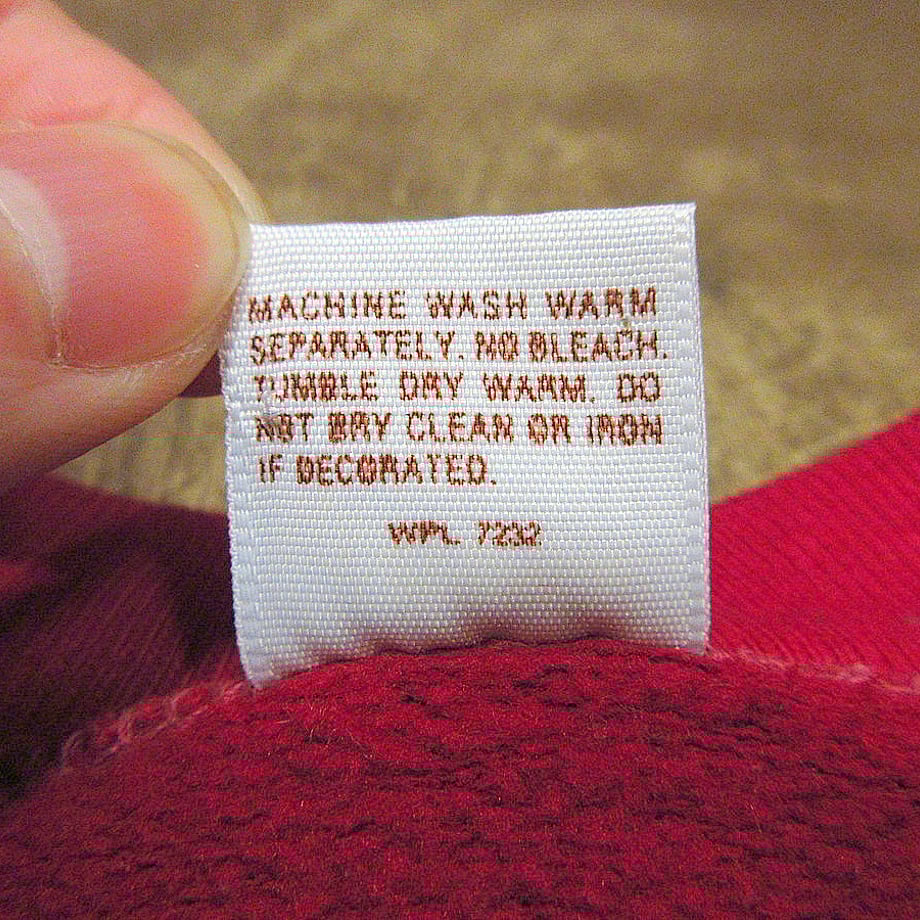 MACHINE WASH WARM
SEPARATELY. NO BLEACH.
TUMBLE DRY WARM. DO
NOT DRY CLEAN OR IRON
IF DECORATED.
WPL 7232